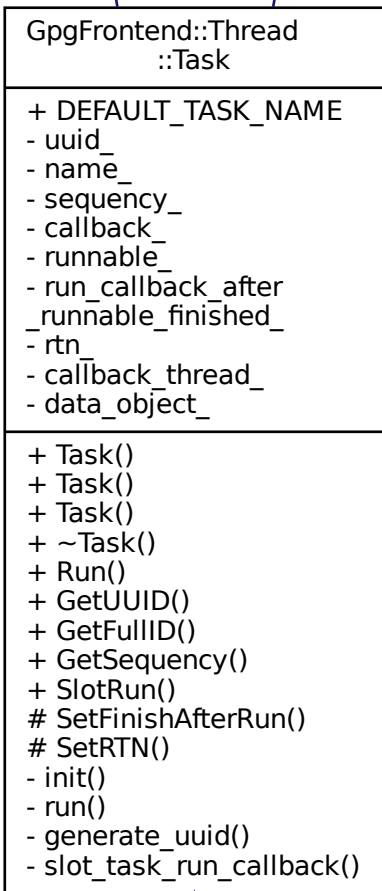 GpgFrontend::Thread
::Task
+ DEFAULT_TASK_NAME
- uuid_
- name_
- sequency_
- callback_
- runnable_
- run_callback_after
_runnable_finished_
- rtn_
- callback_thread_
- data_object_
+ Task()
+ Task()
+ Task()
+ ~Task()
+ Run()
+ GetUUID()
+ GetFullID()
+ GetSequency()
+ SlotRun()
# SetFinishAfterRun()
# SetRTN()
- init()
- run()
- generate_uuid()
- slot_task_run_callback()